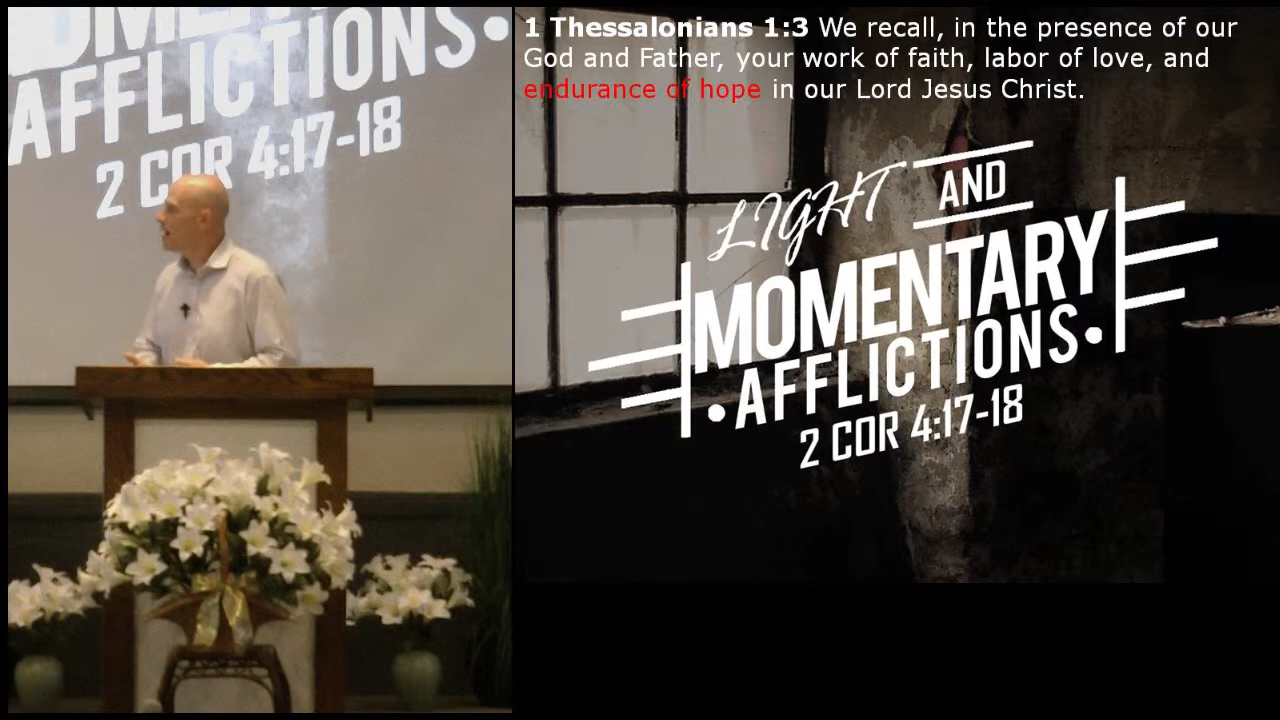 OMENTA
AFFLICTIONS.
2 COR 4:17-18
1 Thessalonians 1:3 We recall, in the presence of our
God and Father, your work of faith, labor of love, and
endurance of hope in our Lord Jesus Christ.
LIGHT AND
MOMENTARY
.AFFLICTIONS.
2 COR 4:17-18